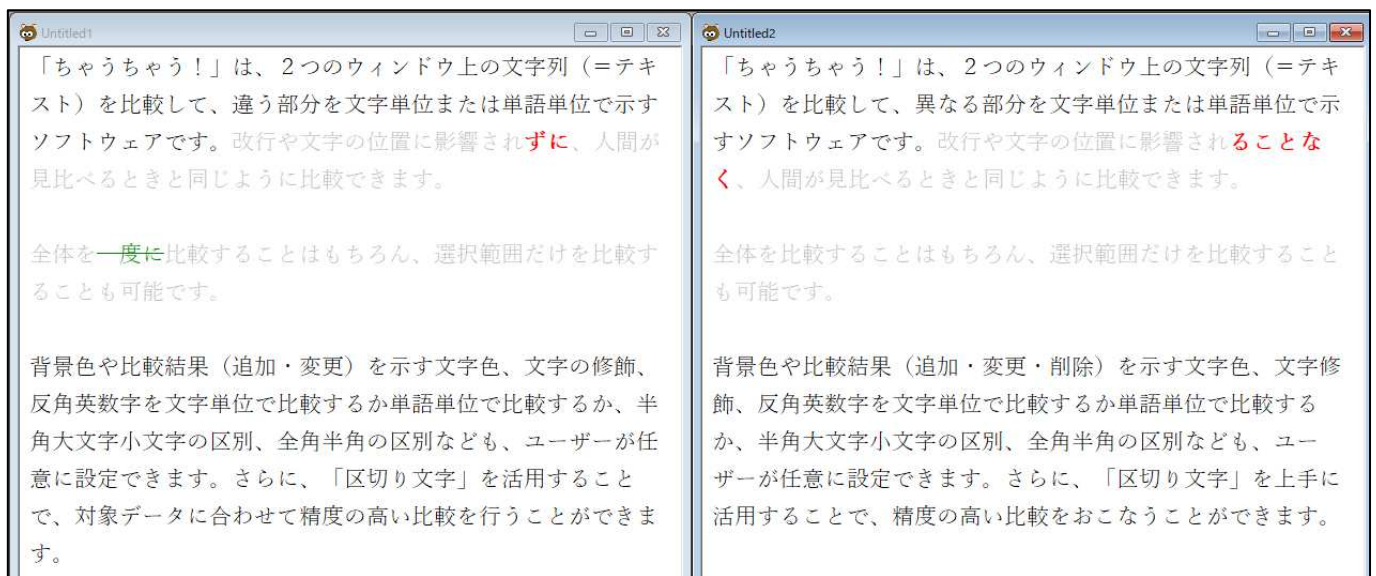 Untitled1
「ちゃうちゃう！」は、２つのウィンドウ上の文字列（＝テキ
スト）を比較して、違う部分を文字単位または単語単位で示す
ソフトウェアです。改行や文字の位置に影響されずに、人間が
見比べるときと同じように比較できます。
全体を一度に比較することはもちろん、選択範囲だけを比較す
ることも可能です。
背景色や比較結果（追加・変更）を示す文字色、文字の修飾、
反角英数字を文字単位で比較するか単語単位で比較するか、半
角大文字小文字の区別、全角半角の区別なども、ユーザーが任
意に設定できます。さらに、「区切り文字」を活用すること
で、対象データに合わせて精度の高い比較を行うことができま
す。
Untitled2
「ちゃうちゃう！」は、２つのウィンドウ上の文字列（＝テキ
スト）を比較して、異なる部分を文字単位または単語単位で示
すソフトウェアです。改行や文字の位置に影響されることな
く、人間が見比べるときと同じように比較できます。
全体を比較することはもちろん、選択範囲だけを比較すること
も可能です。
背景色や比較結果（追加・変更・削除）を示す文字色、文字修
飾、反角英数字を文字単位で比較するか単語単位で比較する
か、半角大文字小文字の区別、全角半角の区別なども、ユー
ザーが任意に設定できます。さらに、「区切り文字」を上手に
活用することで、精度の高い比較をおこなうことができます。